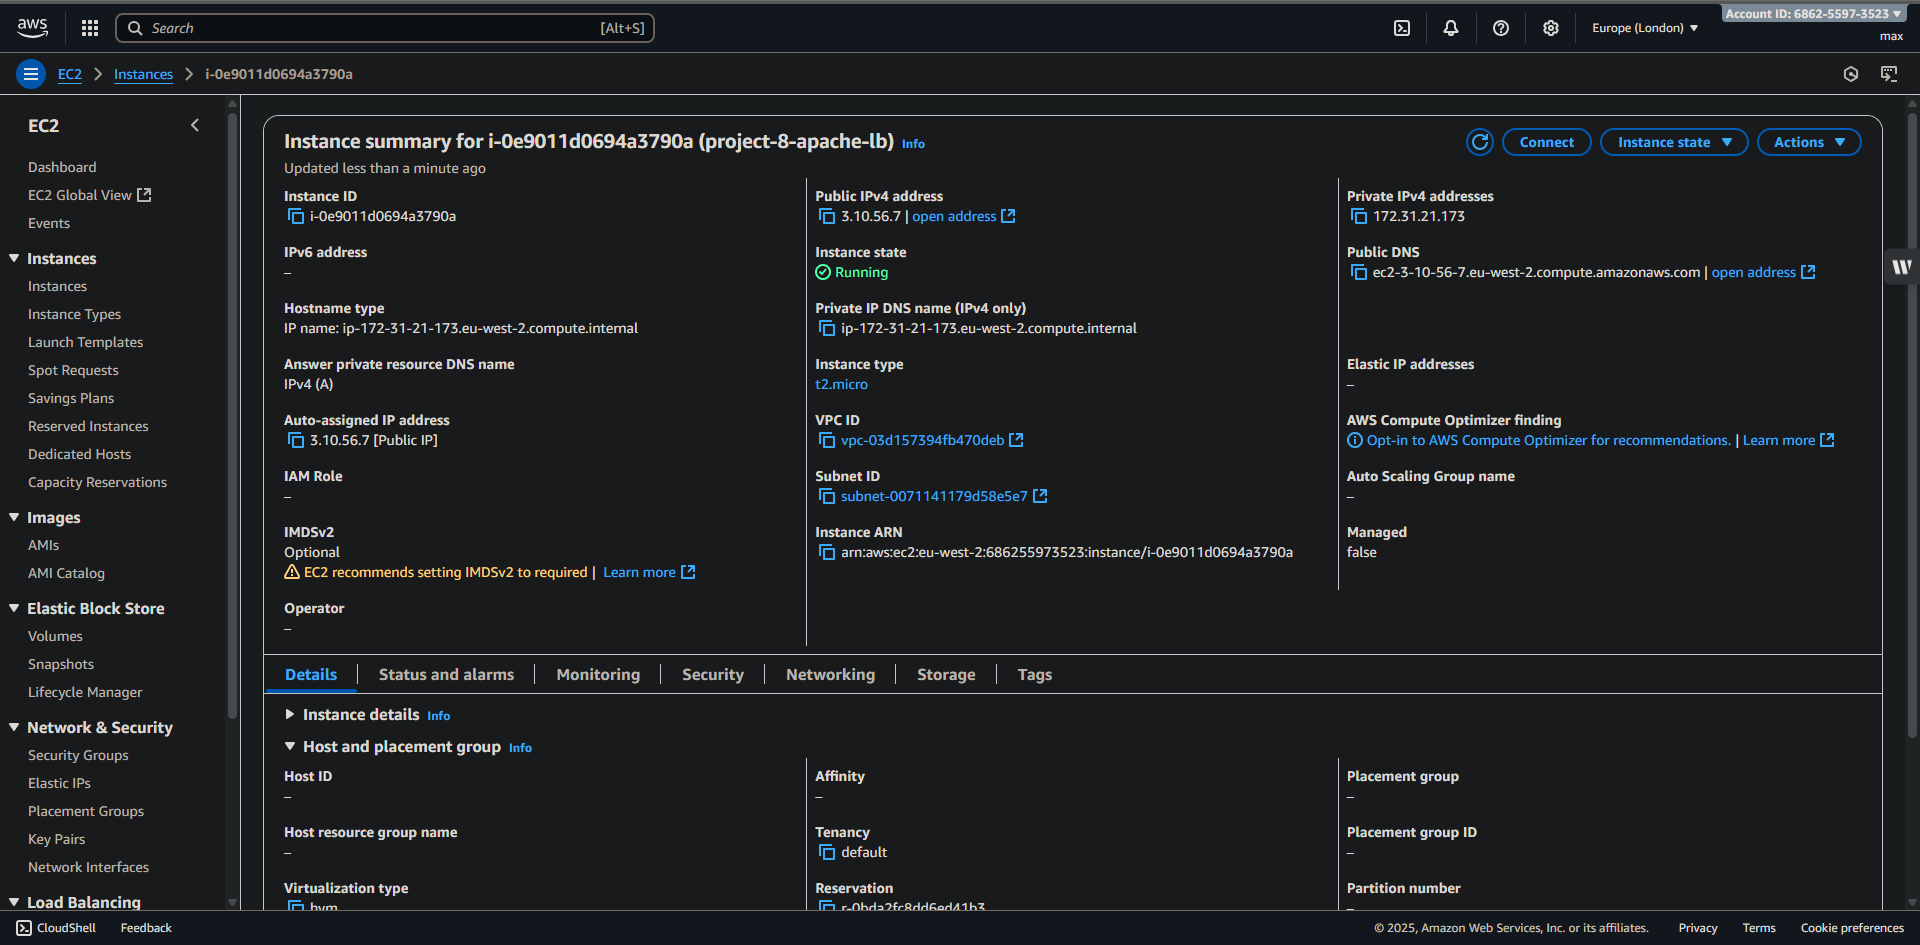 aws
Search [Alt+S]
Europe (London)
Account ID: 6862-5597-3523
max
EC2 Instances i-0e9011d0694a3790a
EC2
Dashboard
EC2 Global View
Events
Instances
Instances
Instance Types
Launch Templates
Spot Requests
Savings Plans
Reserved Instances
Dedicated Hosts
Capacity Reservations
Images
AMIs
AMI Catalog
Elastic Block Store
Volumes
Snapshots
Lifecycle Manager
Network & Security
Security Groups
Elastic IPs
Placement Groups
Key Pairs
Network Interfaces
Load Balancing
Instance summary for i-0e9011d0694a3790a (project-8-apache-lb) Info
Updated less than a minute ago
Connect
Instance state
Actions
Instance ID
i-0e9011d0694a3790a
Public IPv4 address
3.10.56.7 | open address
Private IPv4 addresses
172.31.21.173
IPv6 address
–
Instance state
Running
Public DNS
ec2-3-10-56-7.eu-west-2.compute.amazonaws.com | open address
Hostname type
IP name: ip-172-31-21-173.eu-west-2.compute.internal
Private IP DNS name (IPv4 only)
ip-172-31-21-173.eu-west-2.compute.internal
Answer private resource DNS name
IPv4 (A)
Instance type
t2.micro
Elastic IP addresses
–
Auto-assigned IP address
3.10.56.7 [Public IP]
VPC ID
vpc-03d157394fb470deb
AWS Compute Optimizer finding
Opt-in to AWS Compute Optimizer for recommendations. | Learn more
IAM Role
–
Subnet ID
subnet-0071141179d58e5e7
Auto Scaling Group name
–
IMDSv2
Optional
EC2 recommends setting IMDSv2 to required | Learn more
Instance ARN
arn:aws:ec2:eu-west-2:686255973523:instance/i-0e9011d0694a3790a
Managed
false
Operator
–
Details
Status and alarms
Monitoring
Security
Networking
Storage
Tags
Instance details Info
Host and placement group Info
Host ID
–
Affinity
–
Placement group
–
Host resource group name
–
Tenancy
default
Placement group ID
–
Virtualization type
hvm
Reservation
r-0bda2fc8dd6ed41b3
Partition number
–
CloudShell
Feedback
© 2025, Amazon Web Services, Inc. or its affiliates.
Privacy
Terms
Cookie preferences